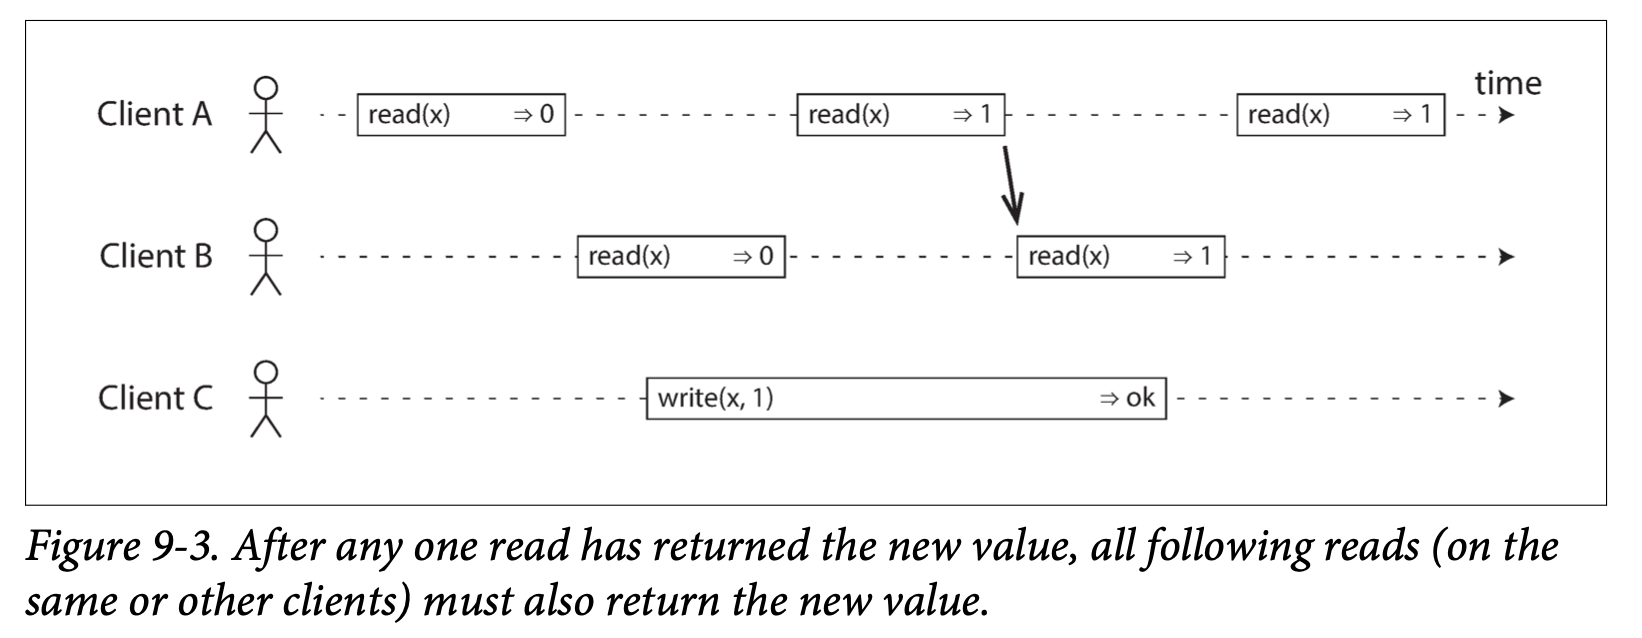 time
Client A read(x) ⇒ 0 read(x) ⇒ 1 read(x) ⇒ 1
Client B read(x) ⇒ 0 read(x) ⇒ 1
Client C write(x, 1) ⇒ ok
Figure 9-3. After any one read has returned the new value, all following reads (on the
same or other clients) must also return the new value.